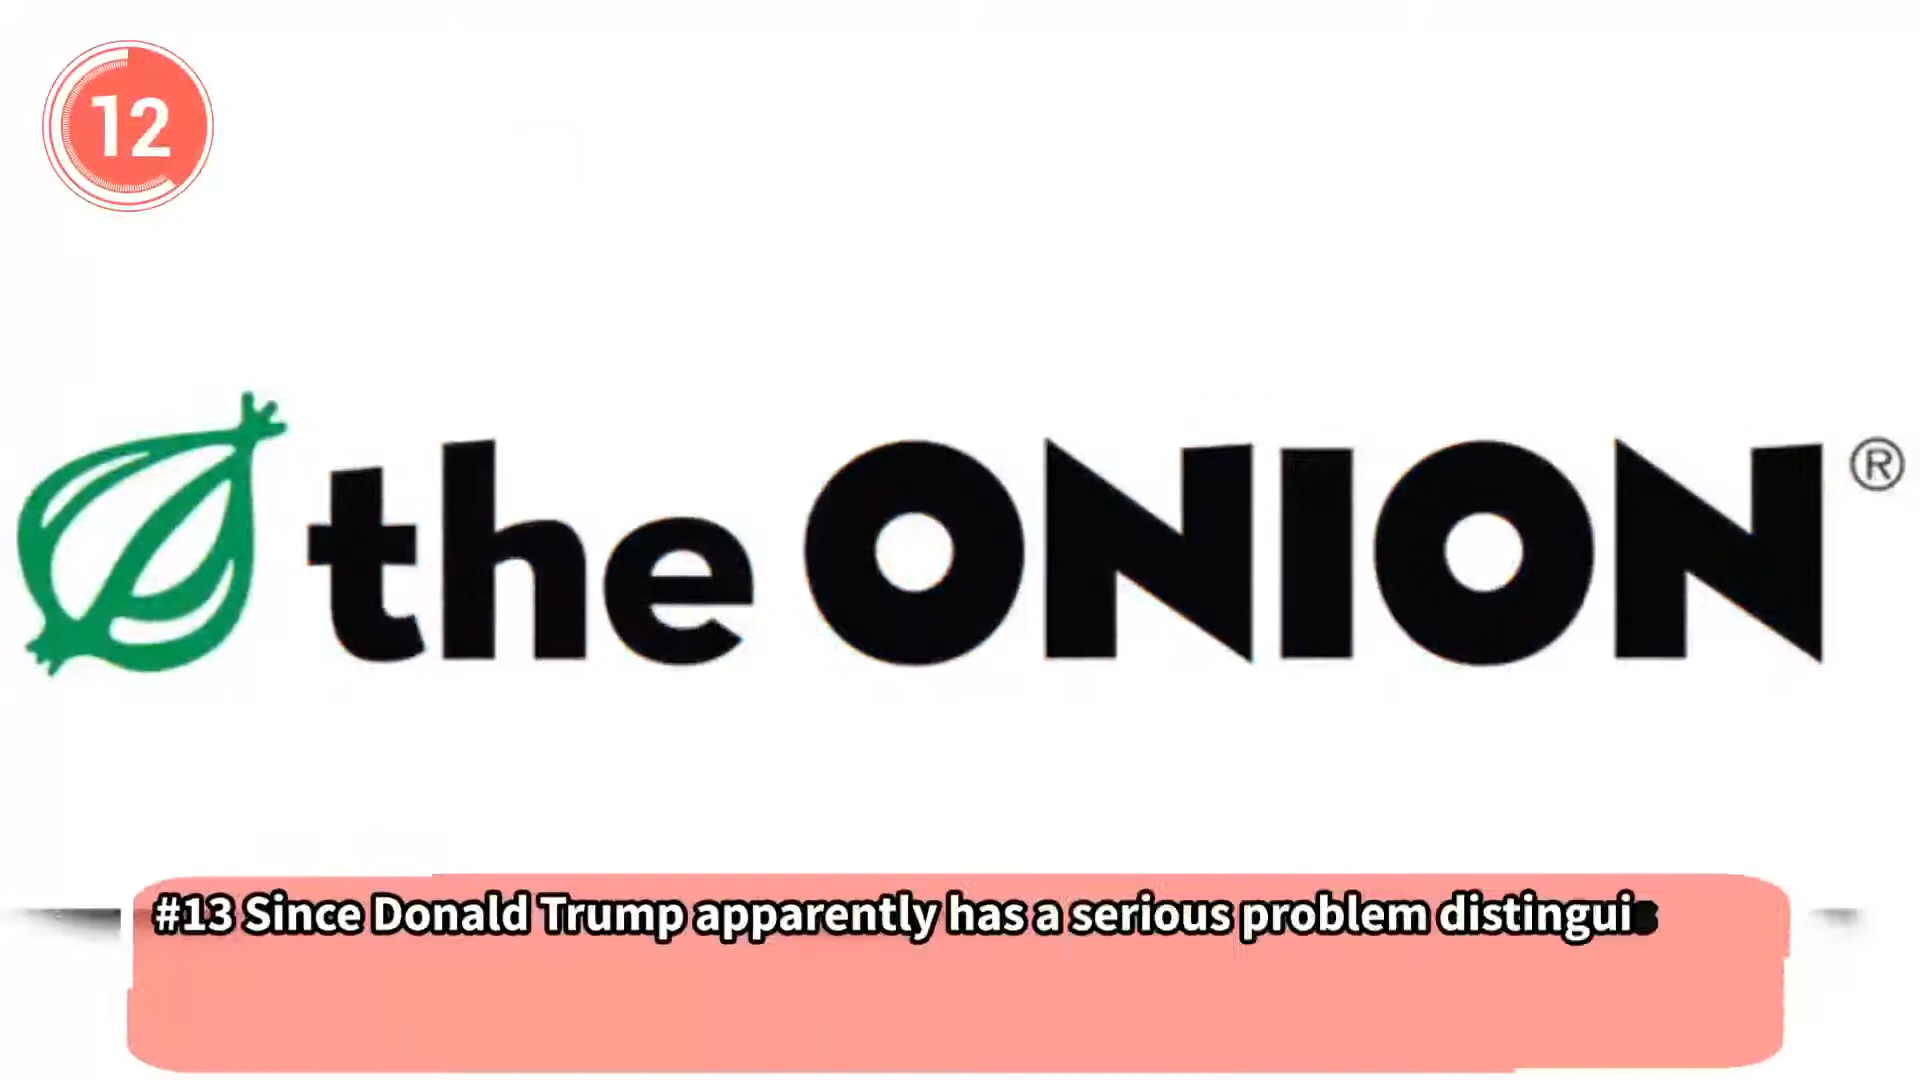 12
the ONION®
#13 Since Donald Trump apparently has a serious problem distingui